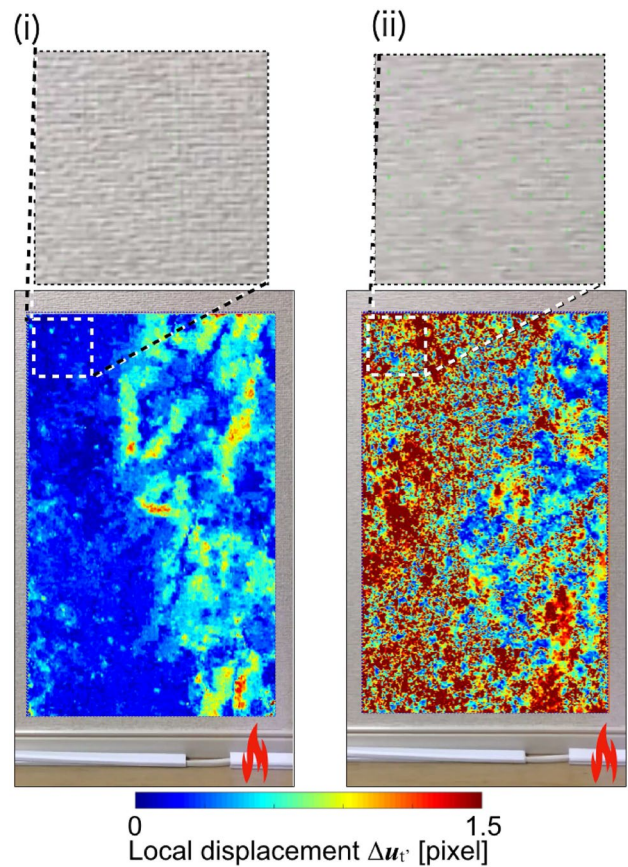 (i)
(ii)
0
1.5
Local displacement Δuₜ’ [pixel]